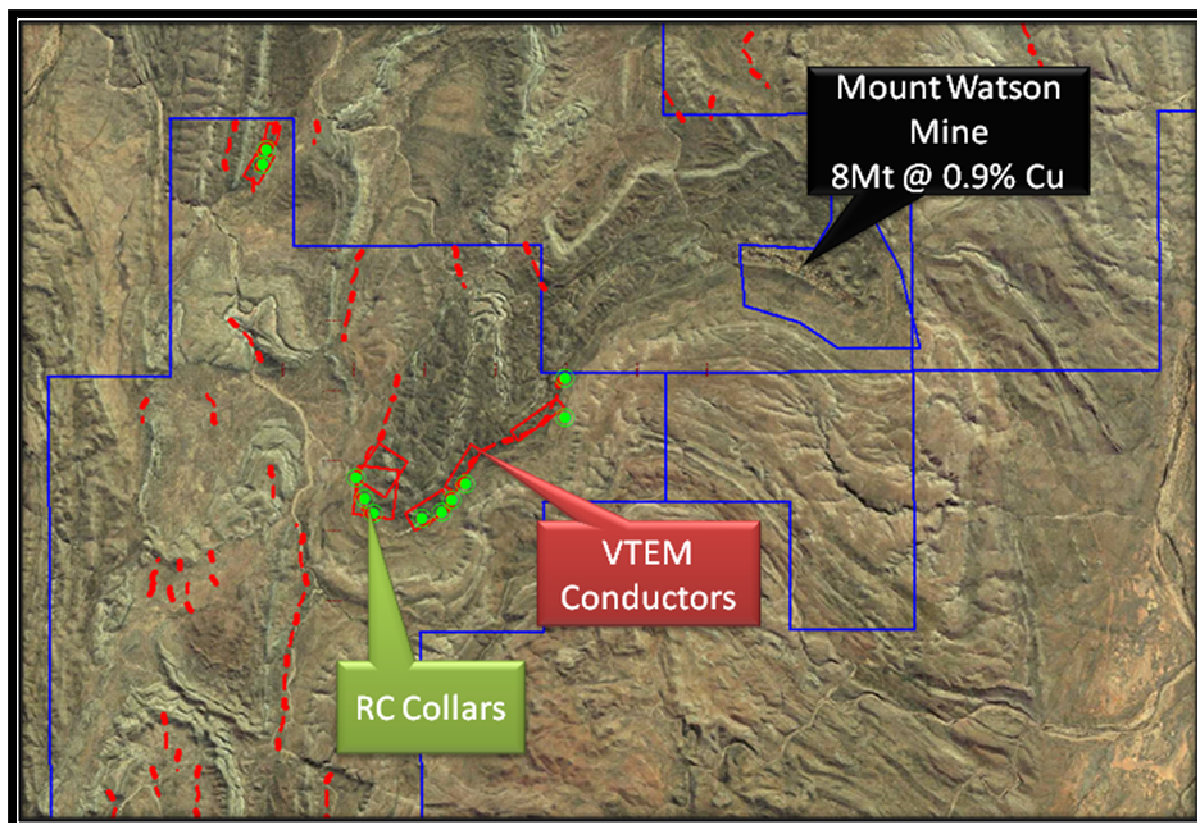 Mount Watson
Mine
8Mt @ 0.9% Cu
VTEM
Conductors
RC Collars